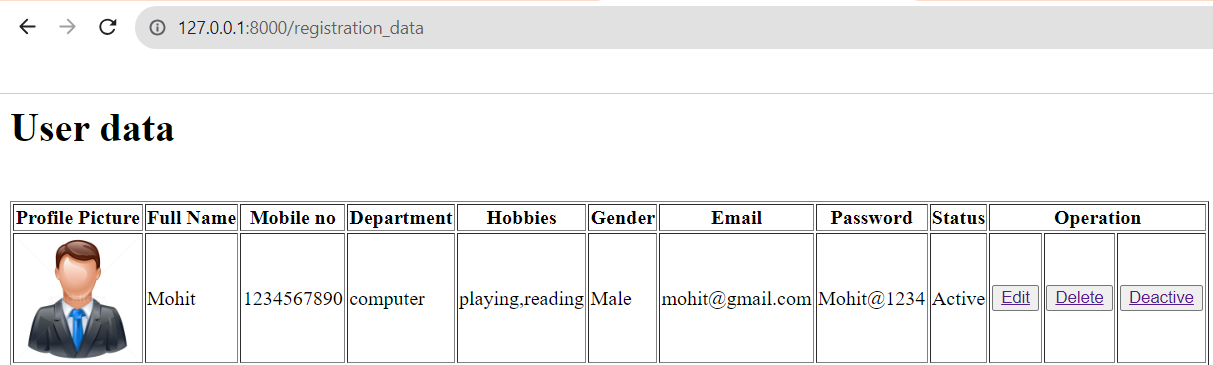 127.0.0.1:8000/registration_data
User data
Profile Picture Full Name Mobile no Department Hobbies Gender Email Password Status Operation
Mohit 1234567890 computer playing,reading Male mohit@gmail.com Mohit@1234 Active Edit Delete Deactive